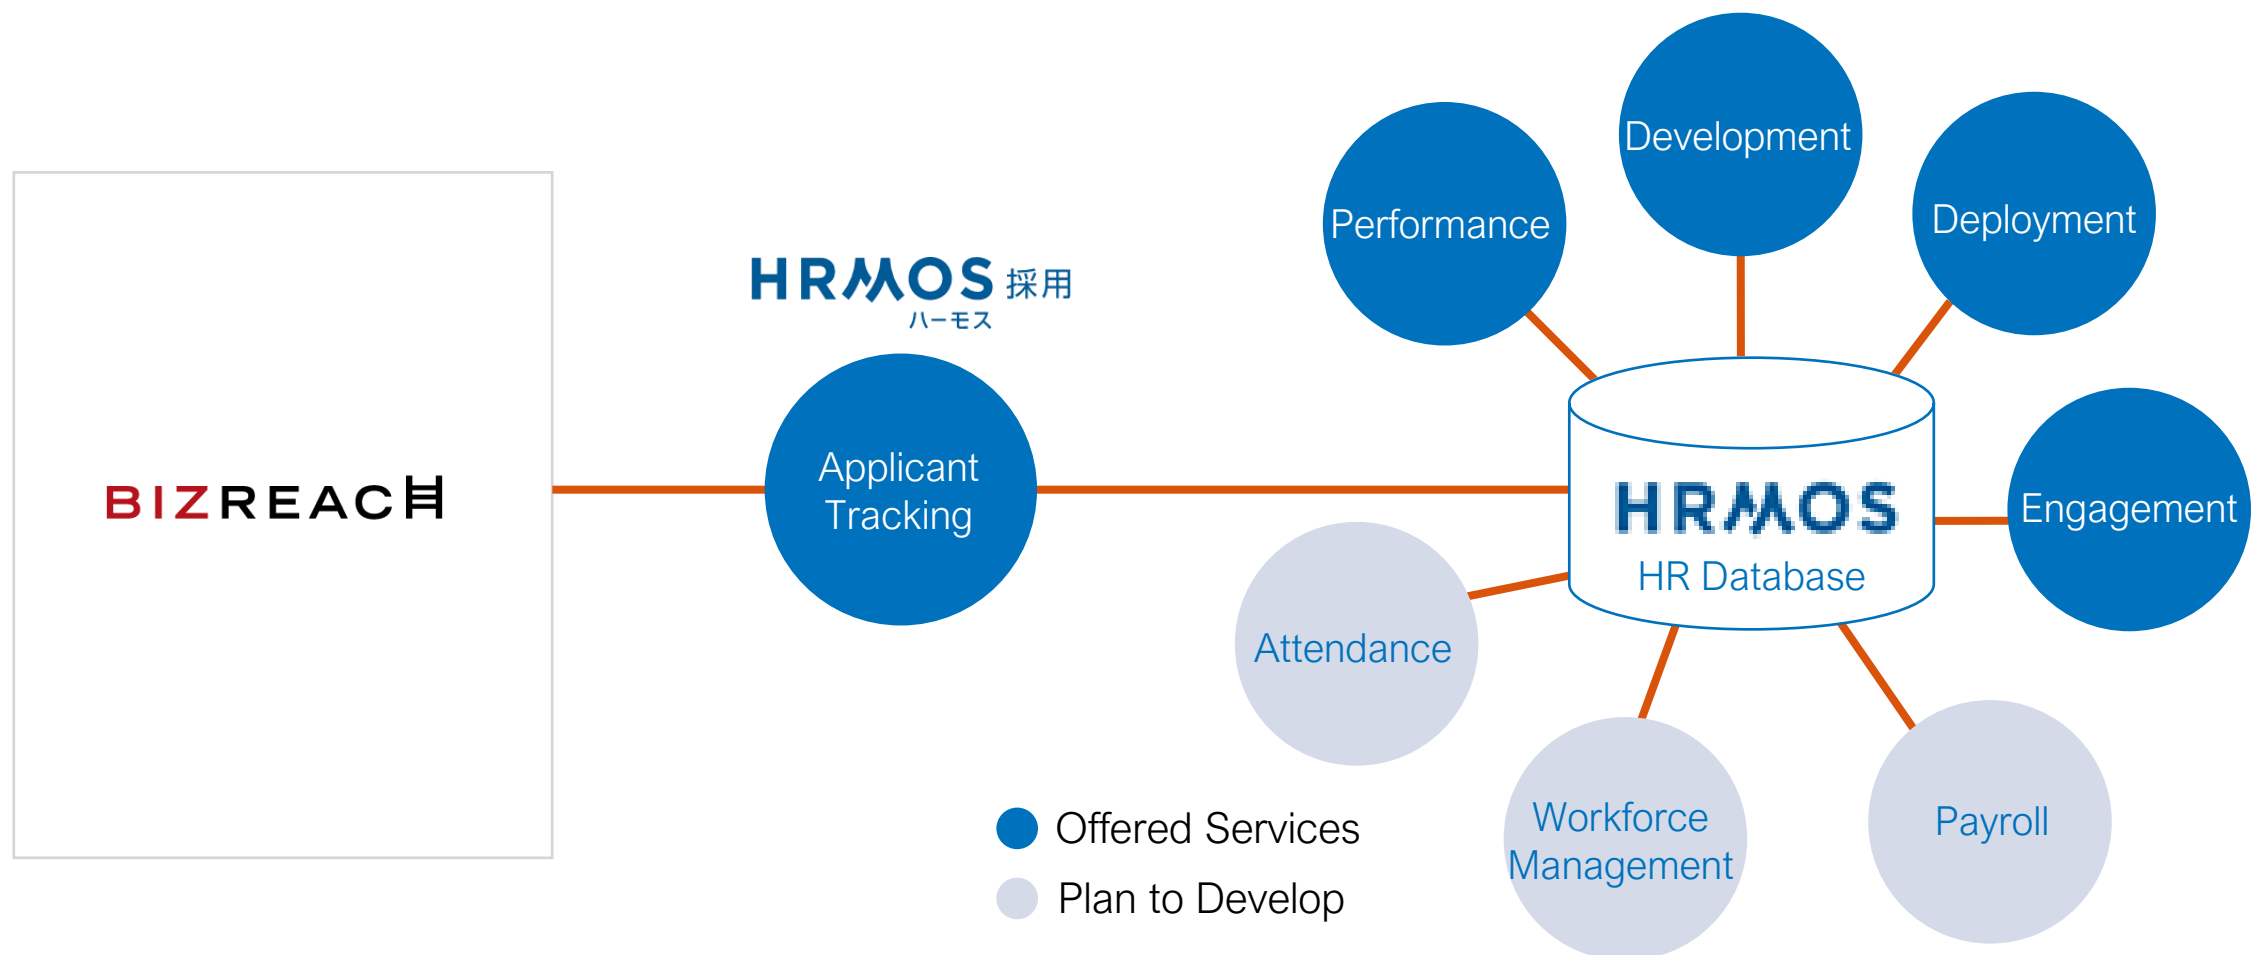 BIZREACH
HRMOS 採用
ハーモス
Applicant
Tracking
Performance
Development
Deployment
Engagement
HRMOS
HR Database
Attendance
Workforce
Management
Payroll
Offered Services
Plan to Develop